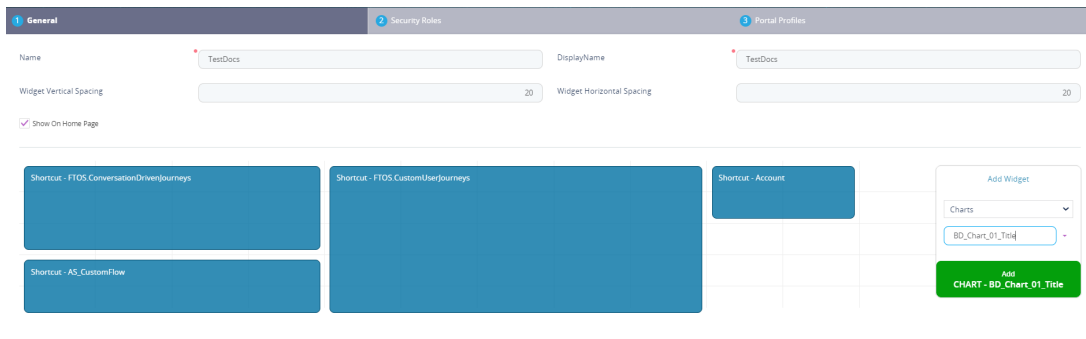 1 General
2 Security Roles
3 Portal Profiles
Name * TestDocs
DisplayName * TestDocs
Widget Vertical Spacing 20
Widget Horizontal Spacing 20
Show On Home Page
Shortcut - FTOS.ConversationDrivenJourneys
Shortcut - FTOS.CustomUserJourneys
Shortcut - Account
Add Widget
Charts
BD_Chart_01_Title
Shortcut - AS_CustomFlow
Add
CHART - BD_Chart_01_Title